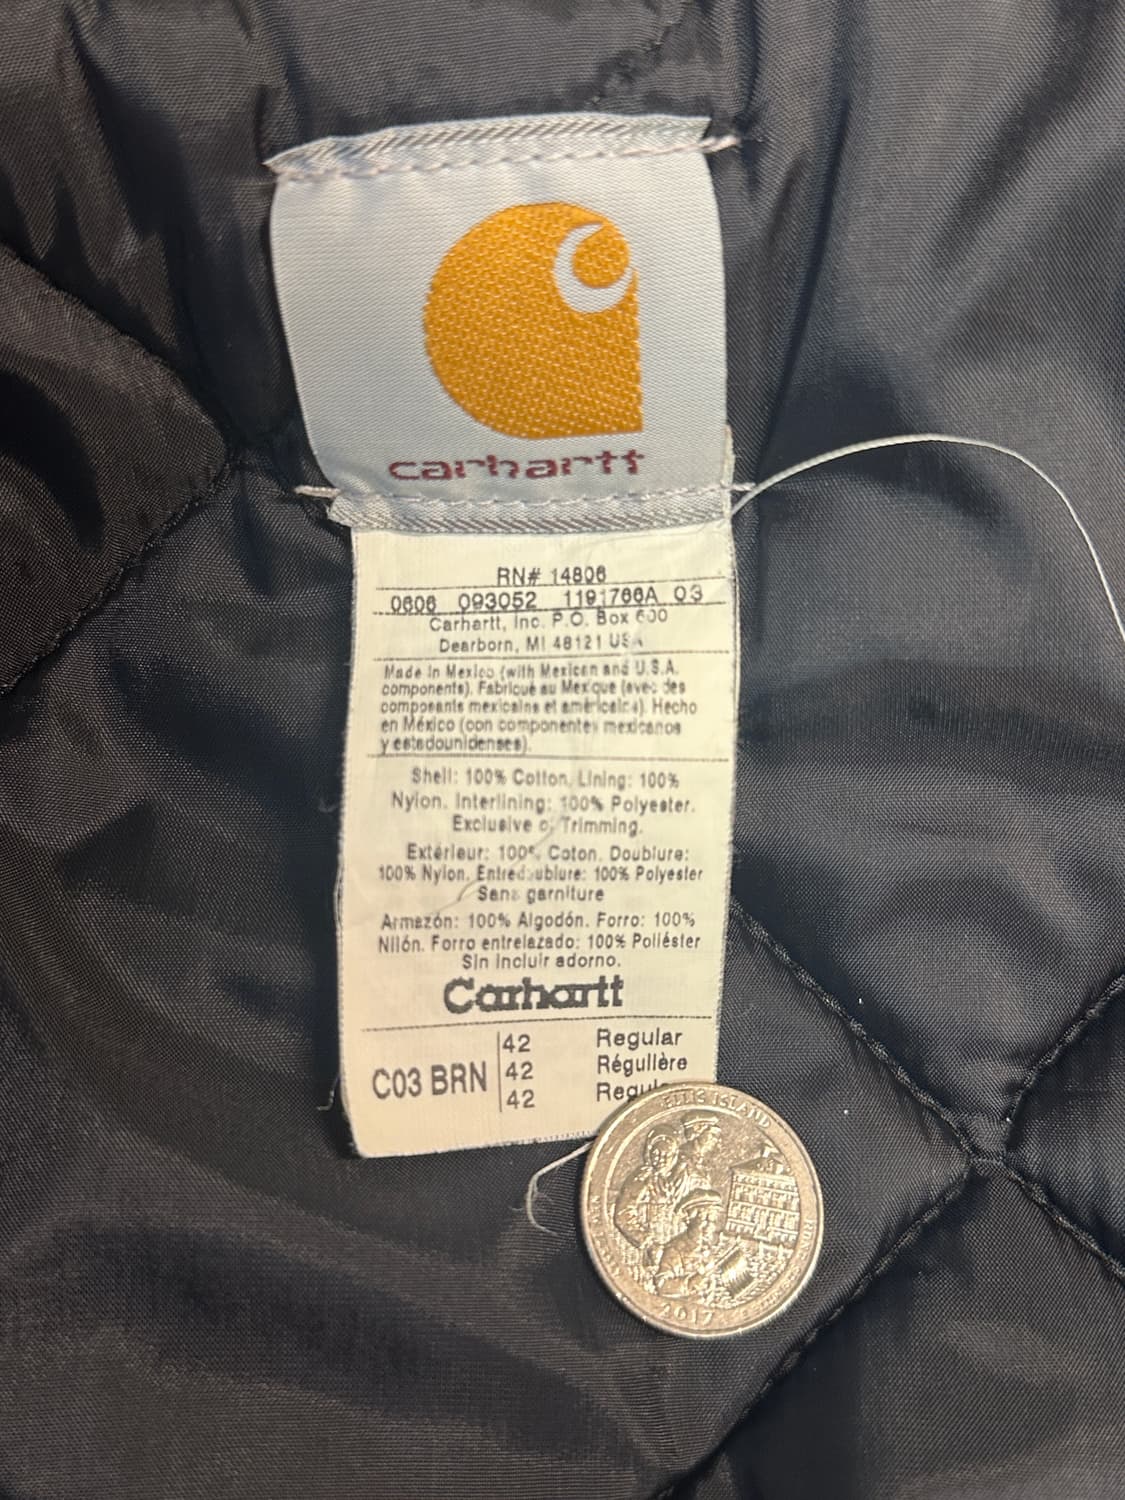 carhartt
RN# 14806
0606 093052 1191766A 03
Carhartt, Inc. P.O. Box 600
Dearborn, MI 48121 USA
Made in Mexico (with Mexican and U.S.A.
components). Fabriqué au Mexique (avec des
composants mexicains et américains). Hecho
en México (con componentes mexicanos
y estadounidenses).
Shell: 100% Cotton. Lining: 100%
Nylon. Interlining: 100% Polyester.
Exclusive of Trimming.
Extérieur: 100% Coton. Doublure:
100% Nylon. Entredoublure: 100% Polyester
Sans garniture
Armazón: 100% Algodón. Forro: 100%
Nilón. Forro entrelazado: 100% Poliéster
Sin incluir adorno.
Carhartt
C03 BRN
42 Regular
42 Régulière
42 Regul
ELLIS ISLAND
2017